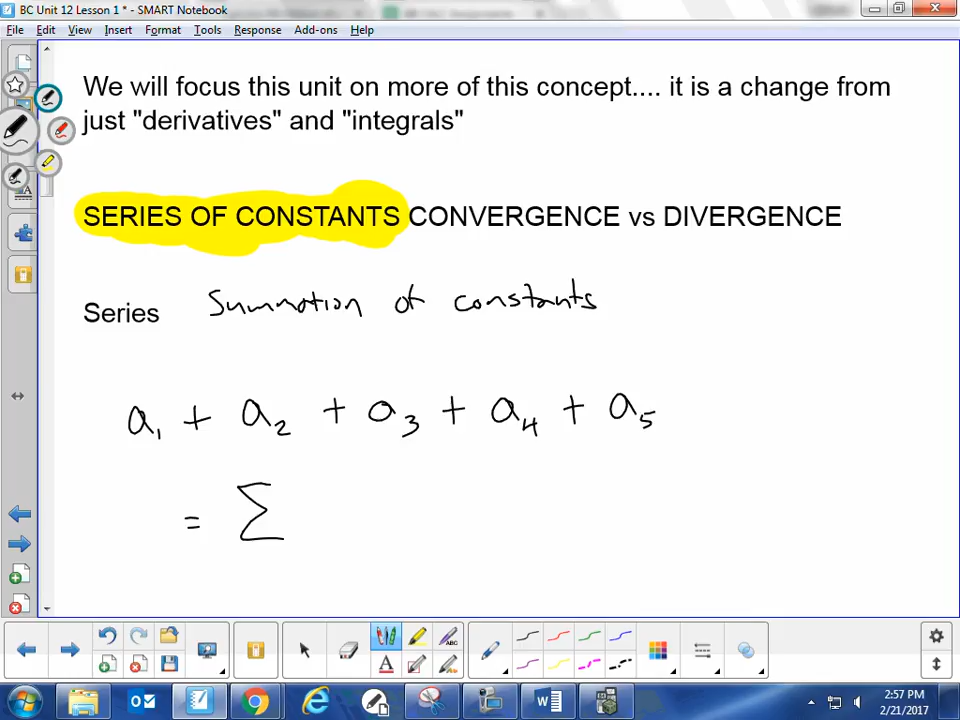 BC Unit 12 Lesson 1 * - SMART Notebook
File Edit View Insert Format Tools Response Add-ons Help
We will focus this unit on more of this concept.... it is a change from
just "derivatives" and "integrals"
SERIES OF CONSTANTS CONVERGENCE vs DIVERGENCE
Series Summation of constants
a₁ + a₂ + a₃ + a₄ + a₅
= Σ
2:57 PM
2/21/2017